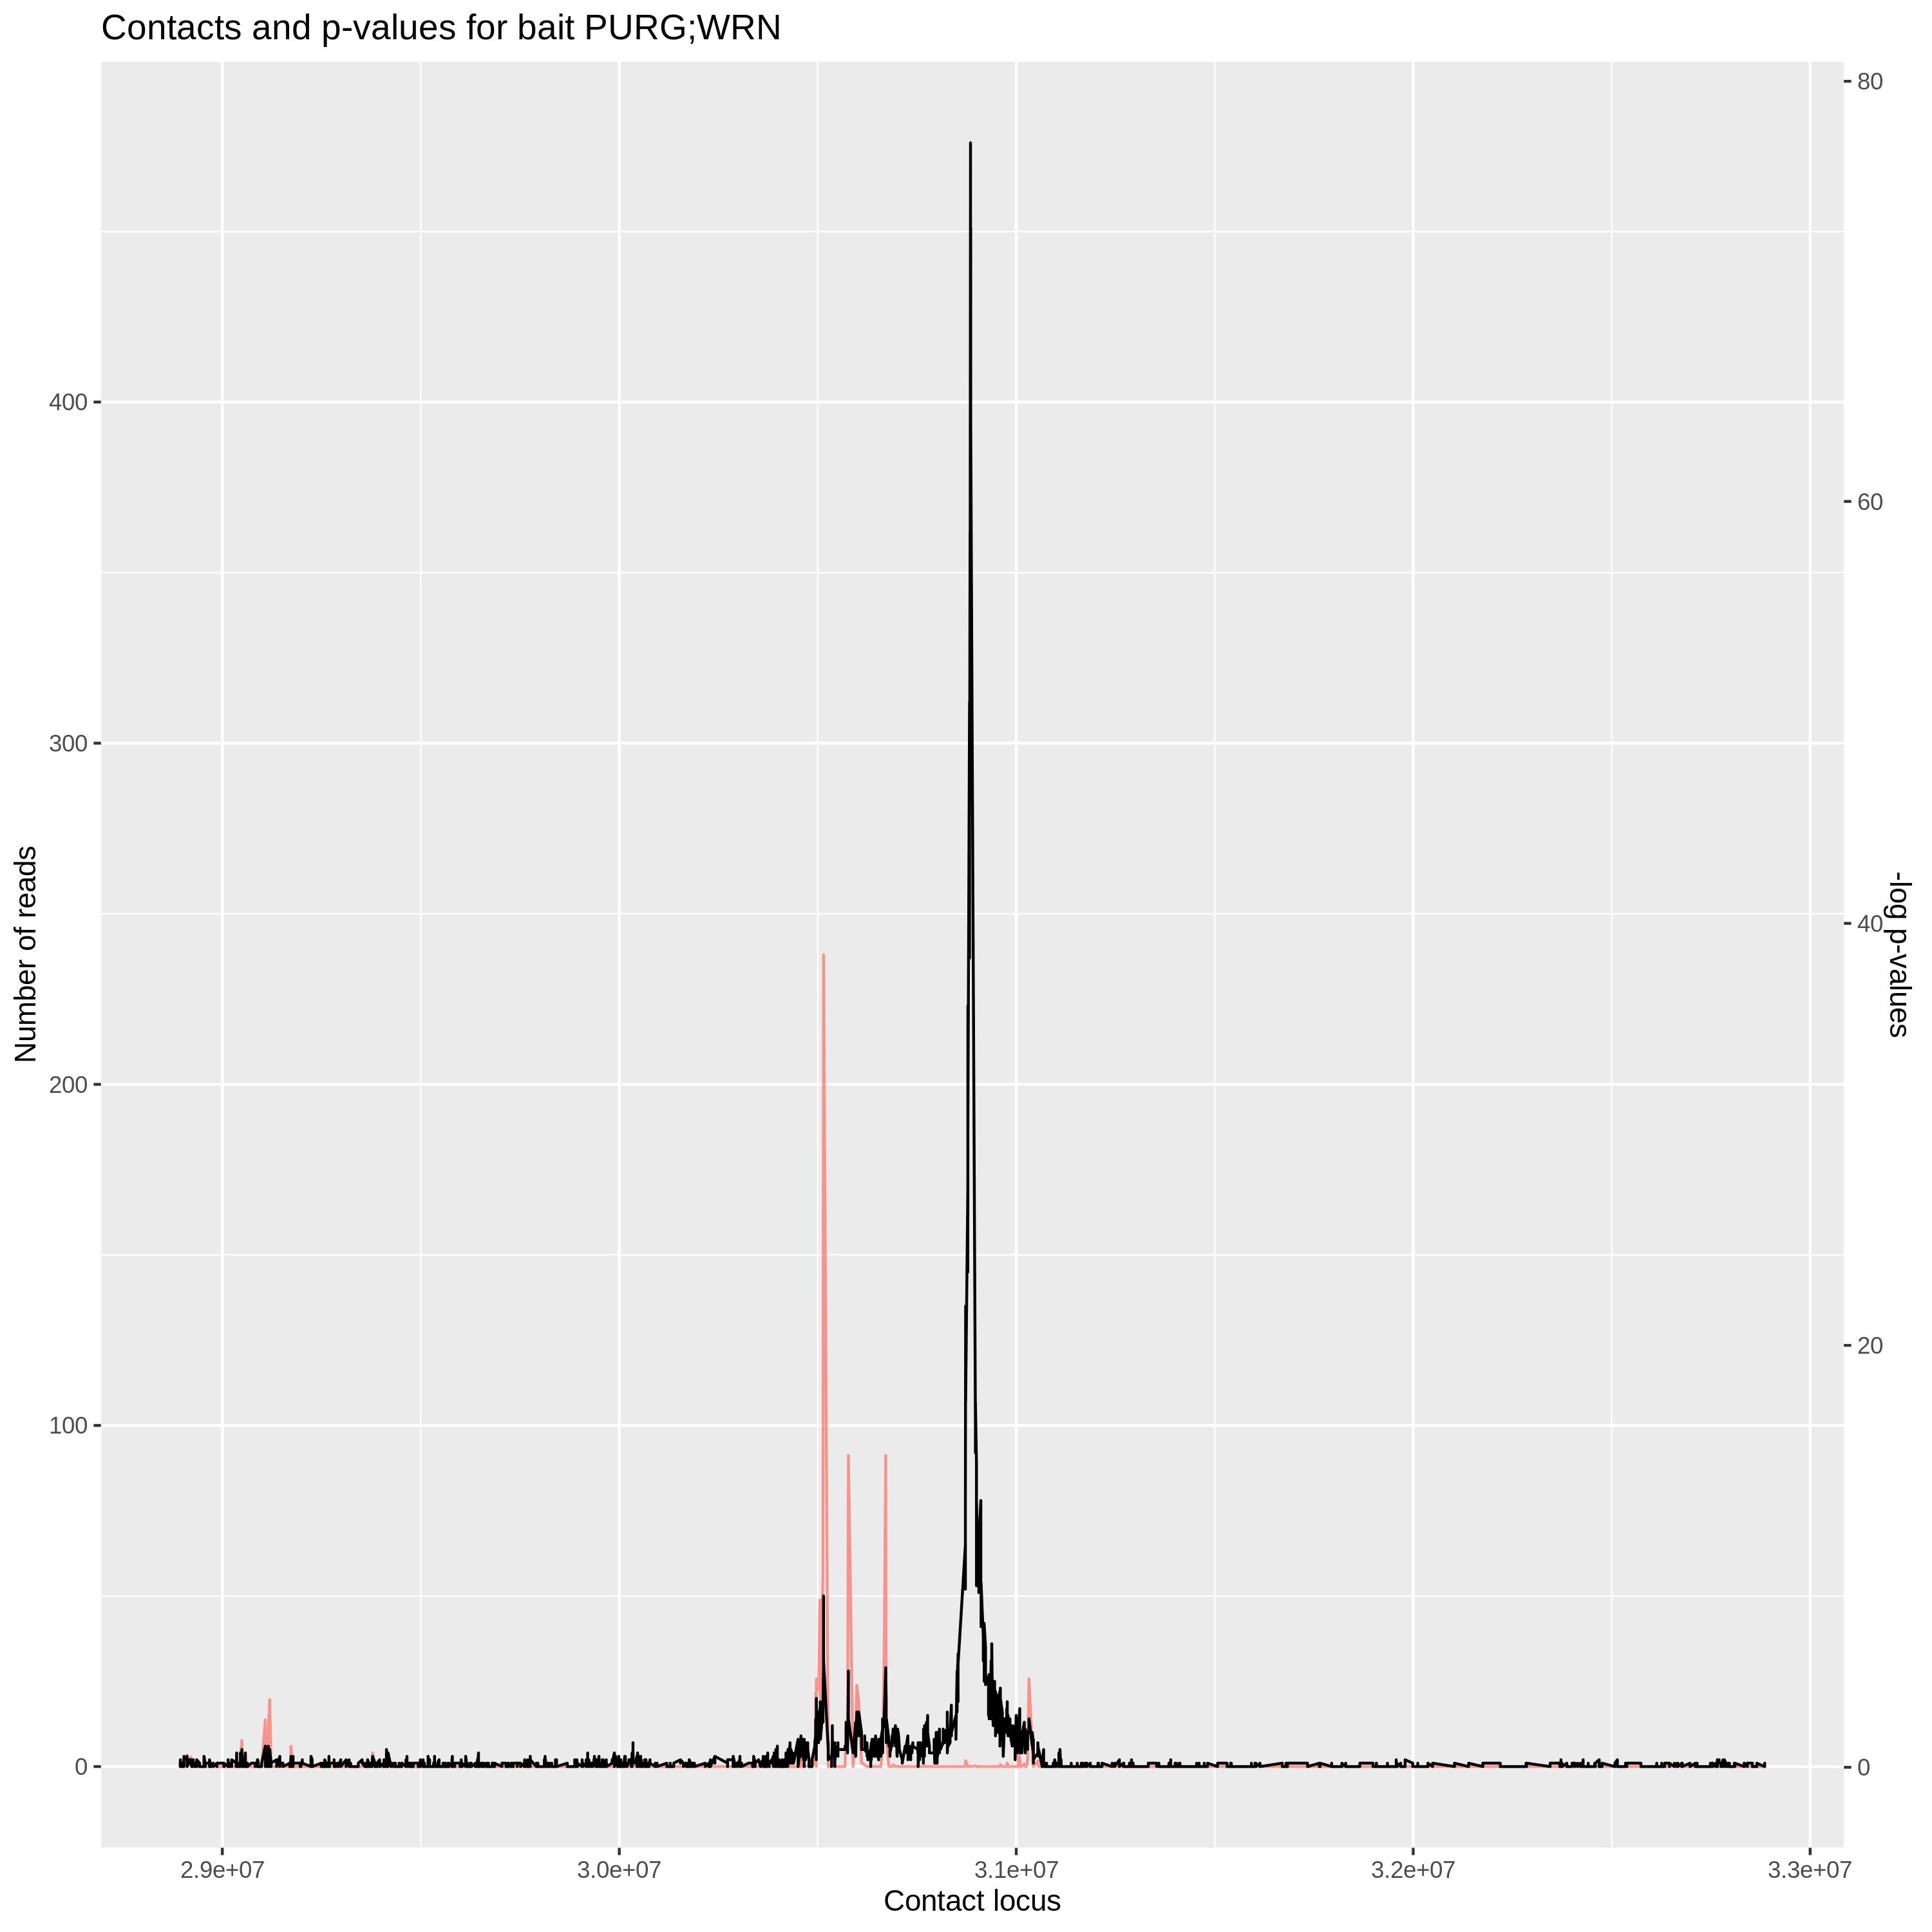 Contacts and p-values for bait PURG;WRN
Number of reads
400
300
200
100
0
80
60
40
20
0
-log p-values
2.9e+07
3.0e+07
3.1e+07
3.2e+07
3.3e+07
Contact locus